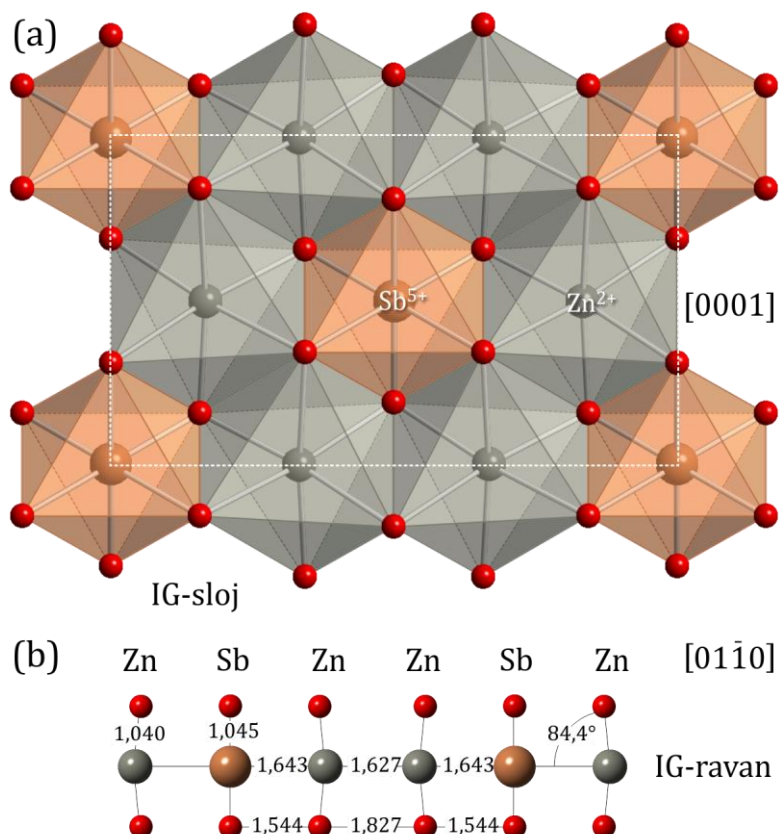 (a)
Sb5+ Zn2+ [0001]
IG-sloj
(b) Zn Sb Zn Zn Sb Zn [011̄0]
1,040 1,045 84,4°
1,643 1,627 1,643 IG-ravan
1,544 1,827 1,544